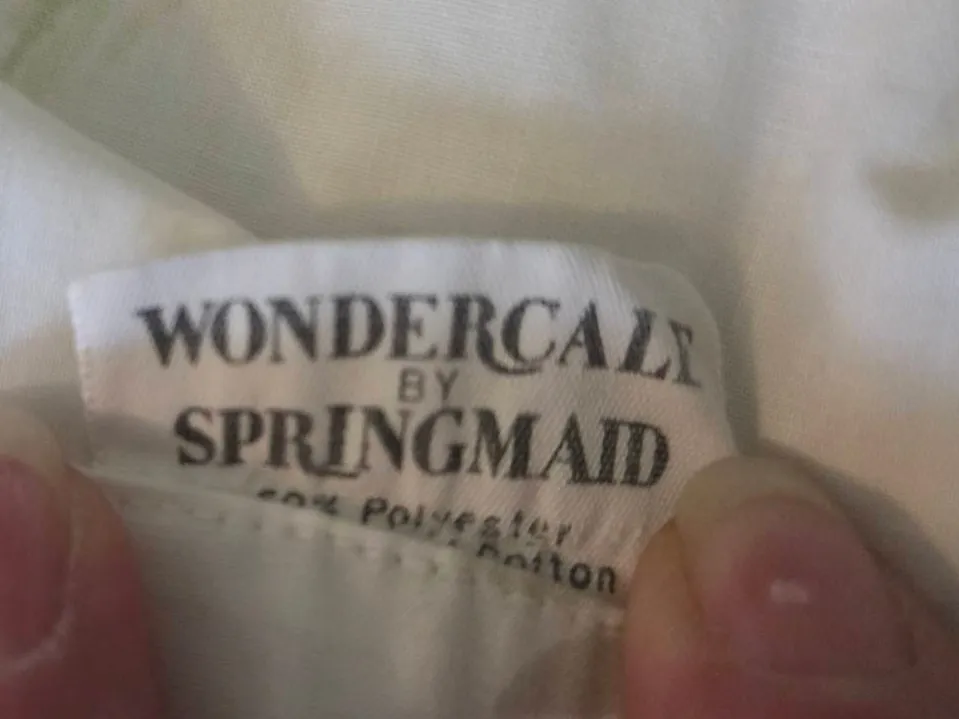 WONDERCALE
BY
SPRINGMAID
% Polyester
Cotton